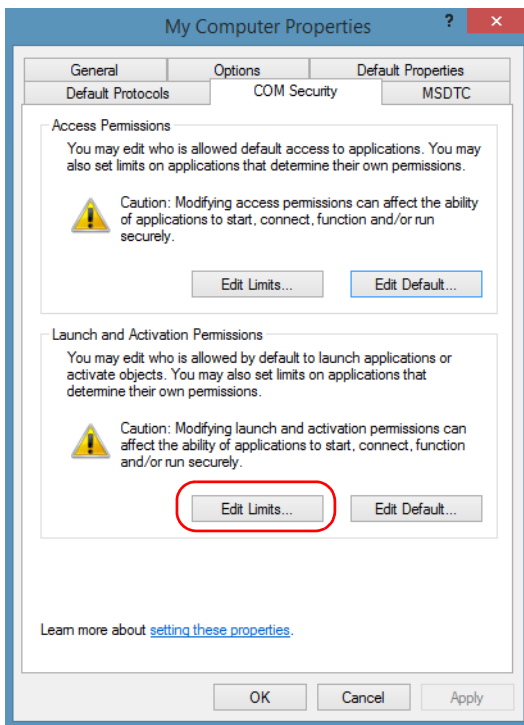 My Computer Properties
?
×
General Options Default Properties
Default Protocols COM Security MSDTC
Access Permissions
You may edit who is allowed default access to applications. You may
also set limits on applications that determine their own permissions.
Caution: Modifying access permissions can affect the ability
of applications to start, connect, function and/or run
securely.
Edit Limits... Edit Default...
Launch and Activation Permissions
You may edit who is allowed by default to launch applications or
activate objects. You may also set limits on applications that
determine their own permissions.
Caution: Modifying launch and activation permissions can
affect the ability of applications to start, connect, function
and/or run securely.
Edit Limits... Edit Default...
Learn more about setting these properties.
OK Cancel Apply